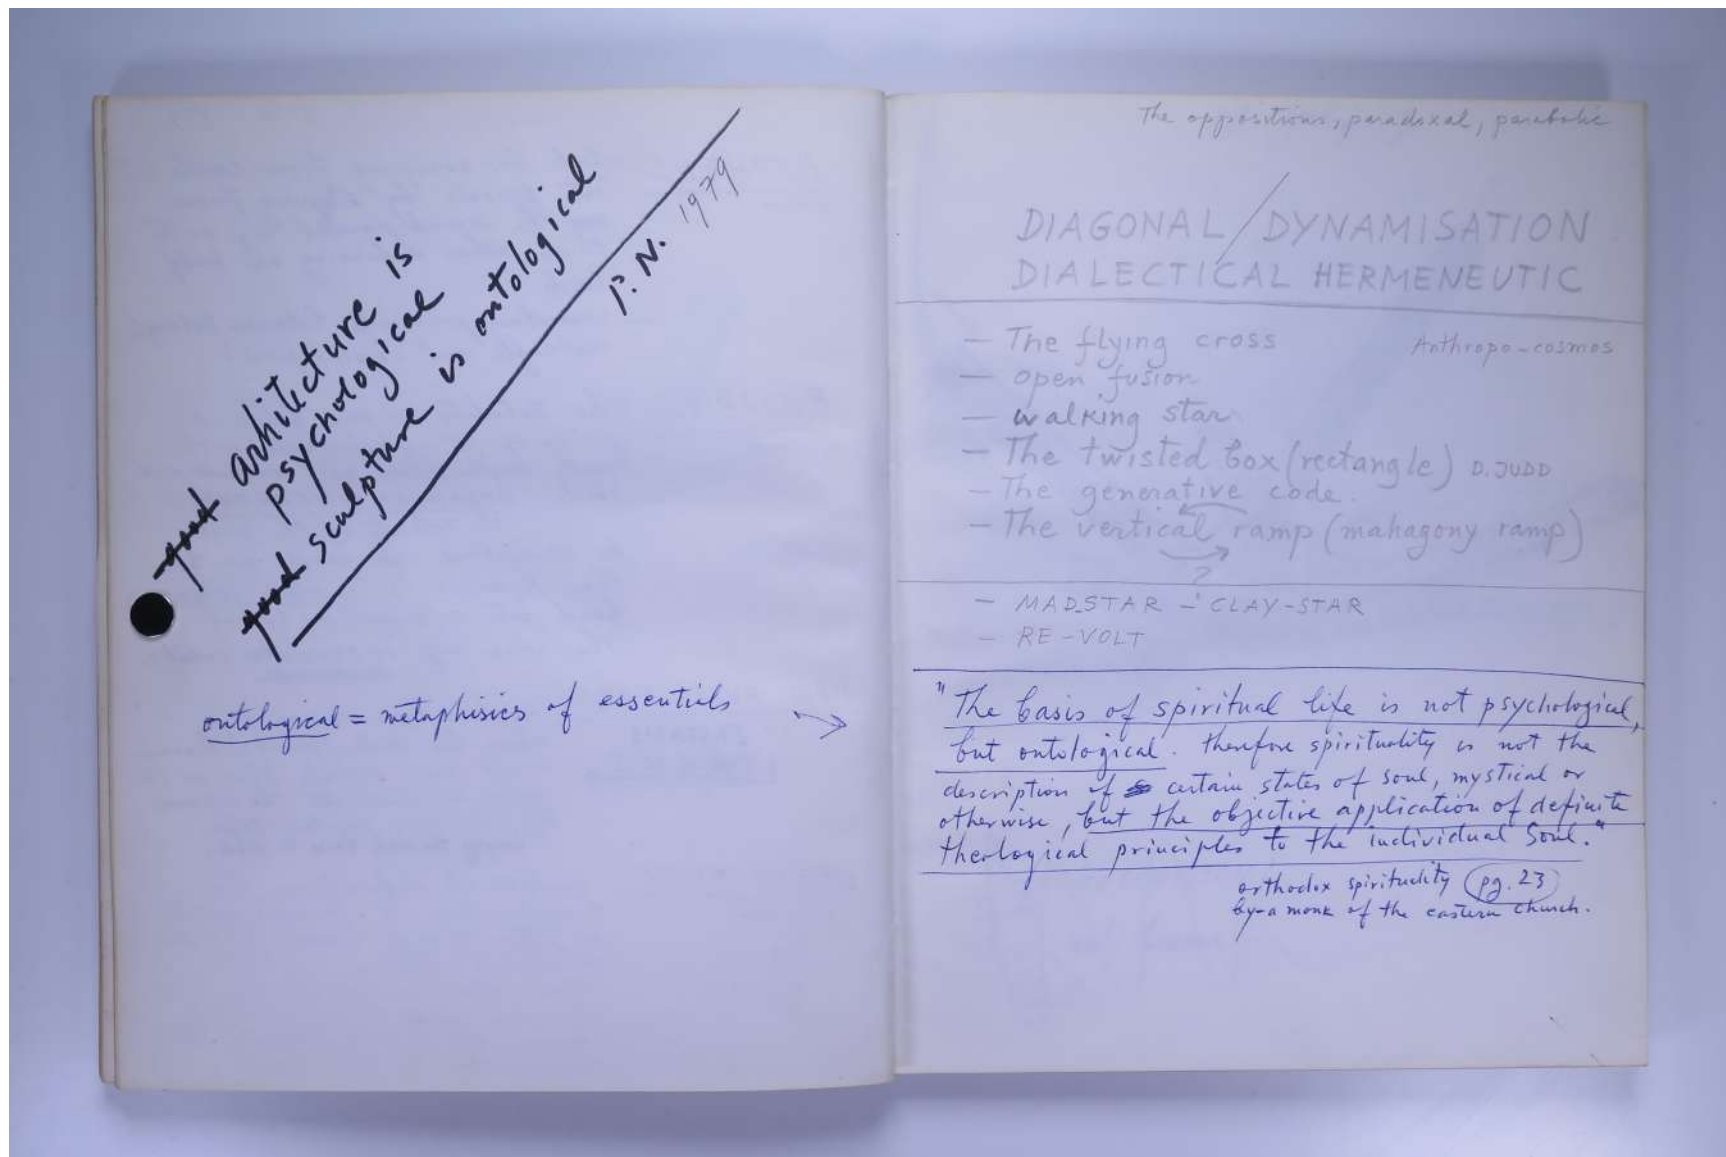 ~~good~~ architecture is
psychological
~~good~~ sculpture is ontological
P.N. 1979
ontological = metaphisics of essentials
The oppositions, paradoxal, parabolic
DIAGONAL / DYNAMISATION
DIALECTICAL HERMENEUTIC
— The flying cross Anthropo-cosmos
— open fusion
— walking star
— The twisted box (rectangle) D. JUDD
— The generative code.
— The vertical ramp (mahagony ramp)
?
— MAD-STAR – CLAY-STAR
— RE-VOLT
"The basis of spiritual life is not psychological,
but ontological. therefore spirituality is not the
description of certain states of soul, mystical or
otherwise, but the objective application of definite
theological principles to the individual Soul."
orthodox spirituality pg. 23
by a monk of the eastern church.